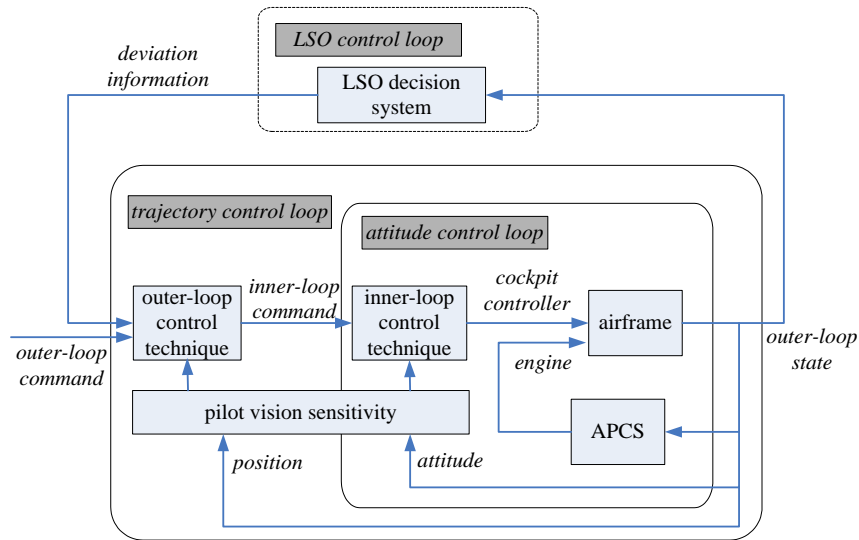 LSO control loop
deviation
information
LSO decision
system
trajectory control loop
attitude control loop
outer-loop
control
technique
inner-loop
command
inner-loop
control
technique
cockpit
controller
airframe
outer-loop
command
outer-loop
state
engine
pilot vision sensitivity
APCS
position
attitude